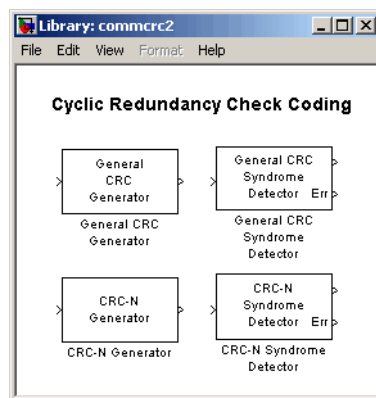 Library: commcrc2
File Edit View Format Help
Cyclic Redundancy Check Coding
General
CRC
Generator
General CRC
Generator
General CRC
Syndrome
Detector Err
General CRC
Syndrome
Detector
CRC-N
Generator
CRC-N Generator
CRC-N
Syndrome
Detector Err
CRC-N Syndrome
Detector